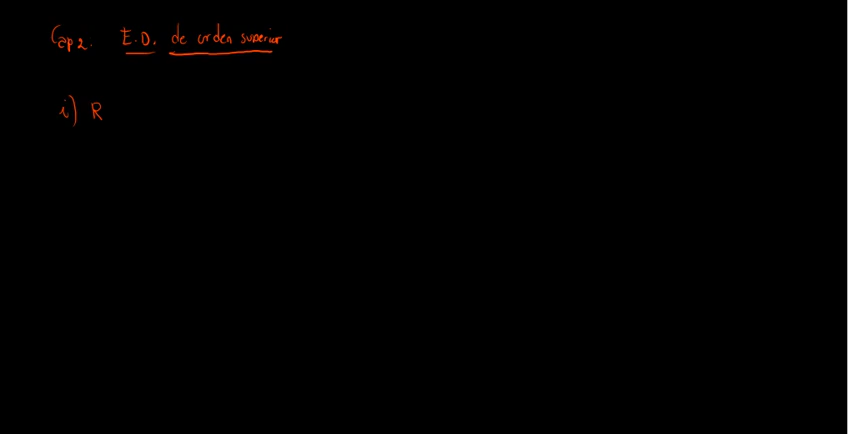 Cap 2. E.D. de orden superior
i) R